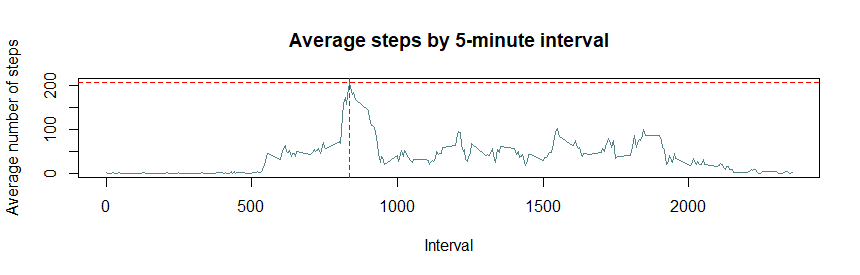 Average steps by 5-minute interval
Average number of steps
200
100
0
0 500 1000 1500 2000
Interval